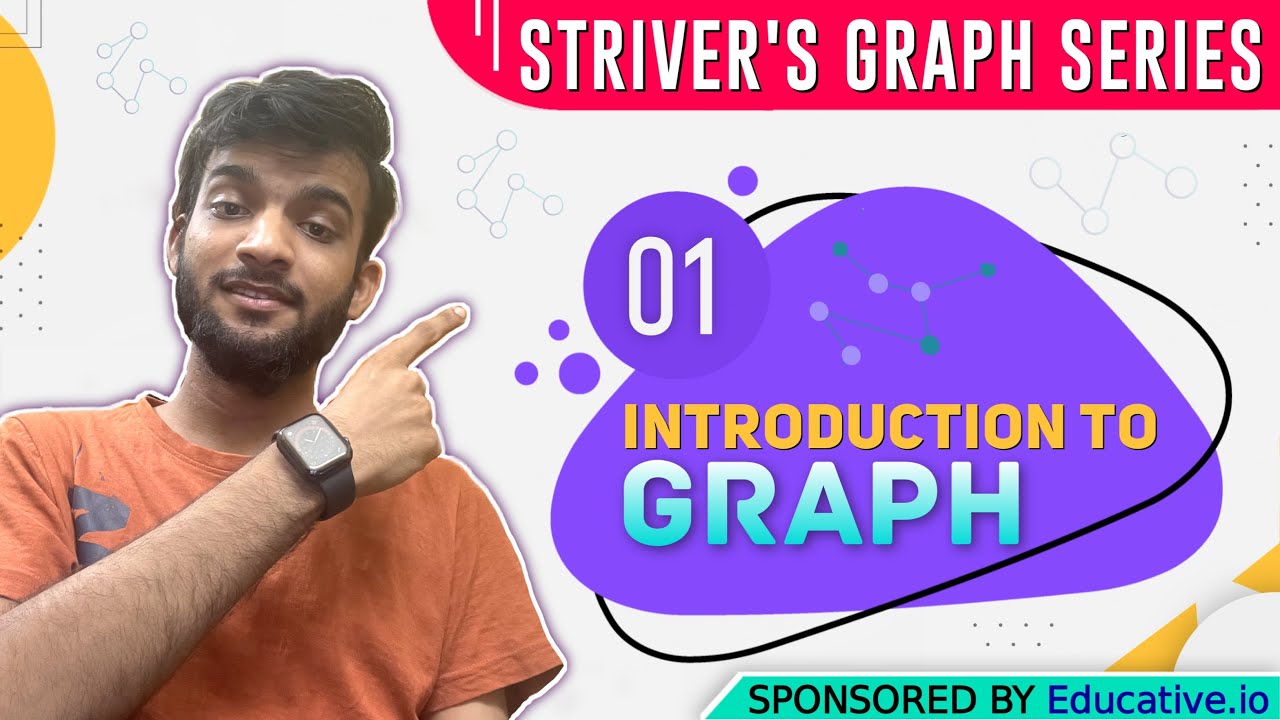 STRIVER'S GRAPH SERIES
01
INTRODUCTION TO
GRAPH
SPONSORED BY Educative.io